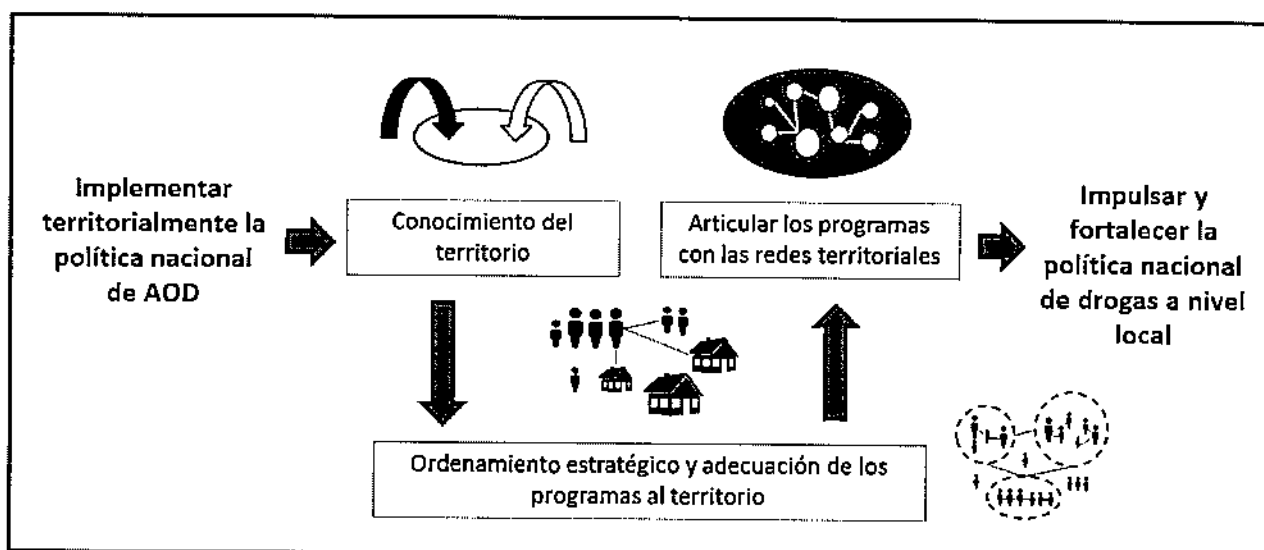 Implementar
territorialmente la
política nacional
de AOD
Conocimiento del
territorio
Ordenamiento estratégico y adecuación de los
programas al territorio
Articular los programas
con las redes territoriales
Impulsar y
fortalecer la
política nacional
de drogas a nivel
local